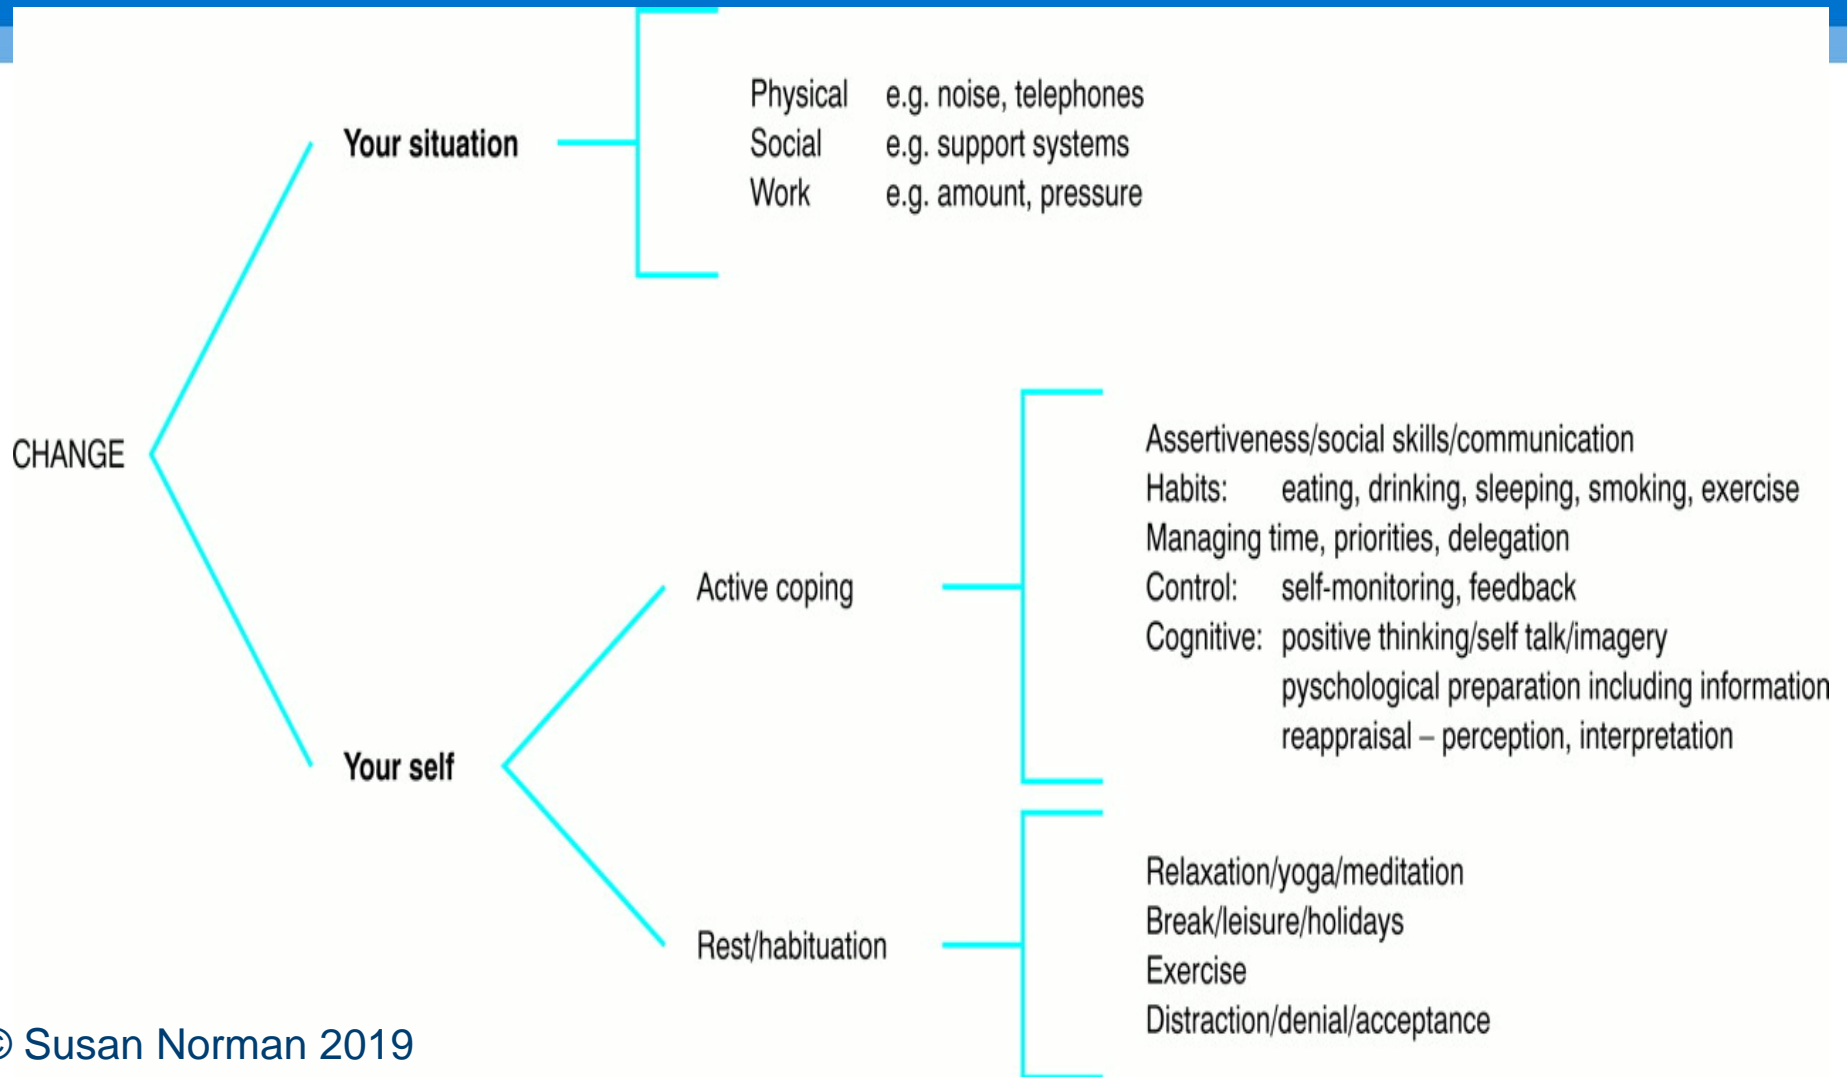 Physical e.g. noise, telephones
Your situation
Social e.g. support systems
Work e.g. amount, pressure
CHANGE
Assertiveness/social skills/communication
Habits: eating, drinking, sleeping, smoking, exercise
Managing time, priorities, delegation
Active coping
Control: self-monitoring, feedback
Cognitive: positive thinking/self talk/imagery
pyschological preparation including information
reappraisal – perception, interpretation
Your self
Relaxation/yoga/meditation
Break/leisure/holidays
Rest/habituation
Exercise
Distraction/denial/acceptance
© Susan Norman 2019